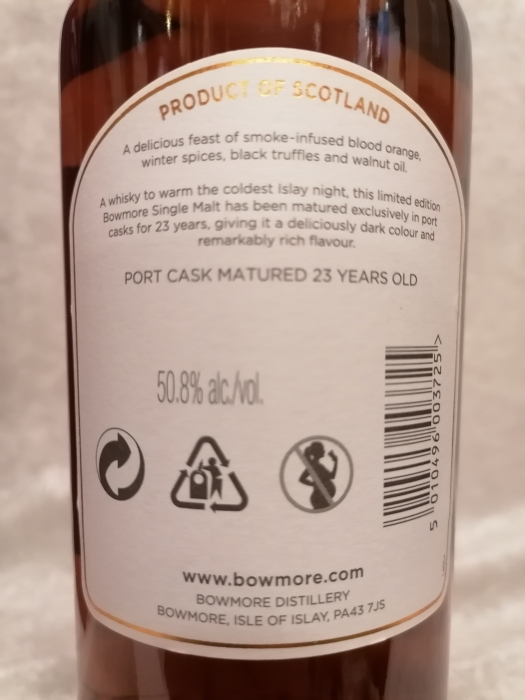 PRODUCT OF SCOTLAND
A delicious feast of smoke-infused blood orange,
winter spices, black truffles and walnut oil.
A whisky to warm the coldest Islay night, this limited edition
Bowmore Single Malt has been matured exclusively in port
casks for 23 years, giving it a deliciously dark colour and
remarkably rich flavour.
PORT CASK MATURED 23 YEARS OLD
50.8% alc./vol.
5 010496 003725 >
www.bowmore.com
BOWMORE DISTILLERY
BOWMORE, ISLE OF ISLAY, PA43 7JS